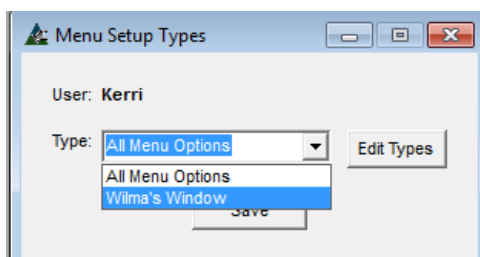 Menu Setup Types
User: Kerri
Type: All Menu Options Edit Types
All Menu Options
Wilma's Window
Save